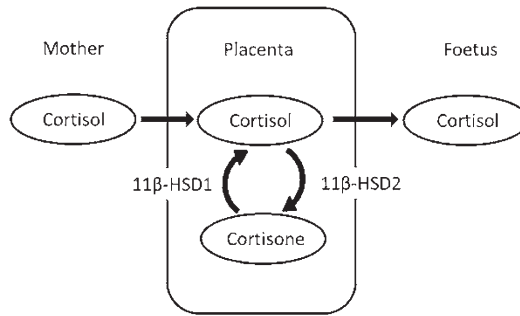 Mother Placenta Foetus
Cortisol Cortisol Cortisol
11β-HSD1 11β-HSD2
Cortisone